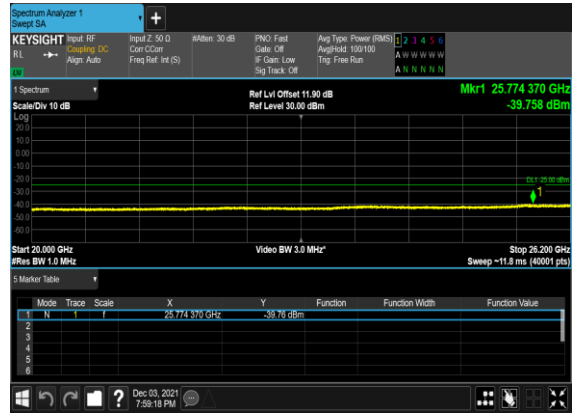 Spectrum Analyzer 1
Swept SA
+
KEYSIGHT Input: RF Input Z: 50 Ω #Atten: 30 dB PNO: Fast Avg Type: Power (RMS) 1 2 3 4 5 6
RL Coupling: DC Corr CCorr Gate: Off Avg|Hold: 100/100 A W W W W W
Align: Auto Freq Ref: Int (S) IF Gain: Low Trig: Free Run A N N N N N
Sig Track: Off
1 Spectrum Ref Lvl Offset 11.90 dB Mkr1 25.774 370 GHz
Scale/Div 10 dB Ref Level 30.00 dBm -39.758 dBm
Log
20.0
10.0
0.00
-10.0
-20.0 DL1 -25.00 dBm
-30.0 1
-40.0
-50.0
-60.0
Start 20.000 GHz Video BW 3.0 MHz* Stop 26.200 GHz
#Res BW 1.0 MHz Sweep ~11.8 ms (40001 pts)
5 Marker Table
Mode Trace Scale X Y Function Function Width Function Value
1 N 1 f 25.774 370 GHz -39.76 dBm
2
3
4
5
6
? Dec 03, 2021
7:59:18 PM